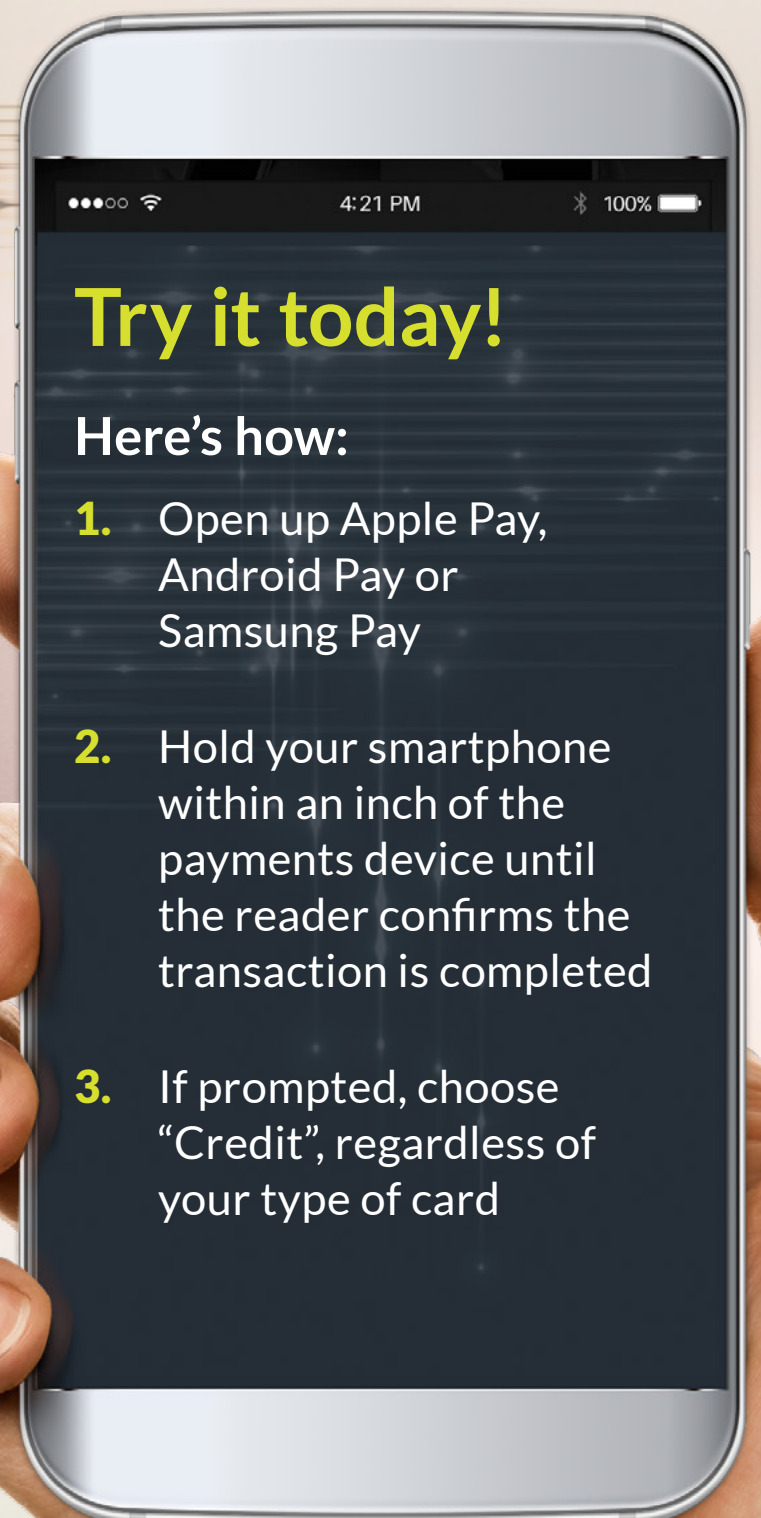 4:21 PM
100%
Try it today!
Here’s how:
1. Open up Apple Pay,
Android Pay or
Samsung Pay
2. Hold your smartphone
within an inch of the
payments device until
the reader confirms the
transaction is completed
3. If prompted, choose
“Credit”, regardless of
your type of card